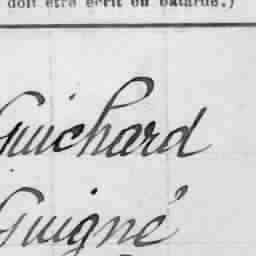 doit être écrit en bâtarde.)
Guichard
Guigné